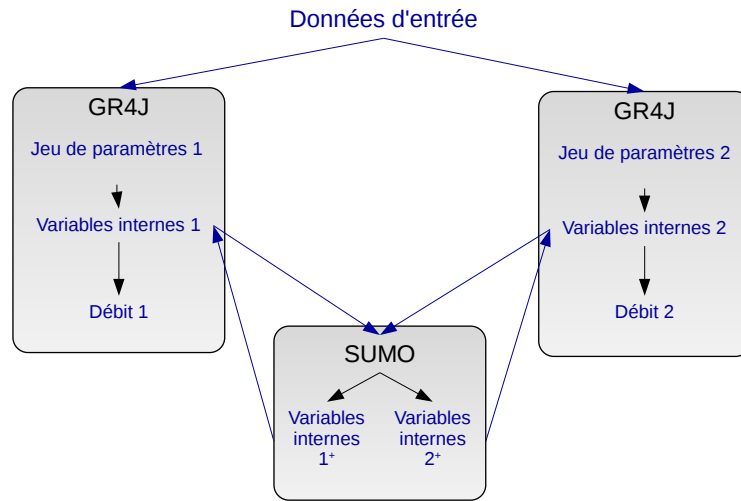 Données d'entrée
GR4J
Jeu de paramètres 1
Variables internes 1
Débit 1
GR4J
Jeu de paramètres 2
Variables internes 2
Débit 2
SUMO
Variables
internes
1⁺
Variables
internes
2⁺